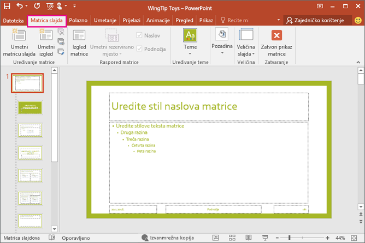 WingTip Toys - PowerPoint
Datoteka Matrica slajda Polazno Umetanje Prijelazi Animacije Pregled Prikaz Recite mi Zajedničko korištenje
Umetni matricu slajda
Umetni izgled
Uređivanje matrice
Izgled matrice
Umetni rezervirano mjesto
Naslov
Podnožja
Raspored matrice
Teme
Uređivanje teme
Pozadina
Veličina slajda
Veličina
Zatvori prikaz matrice
Zatvaranje
1
Uredite stil naslova matrice
• Uredite stilove teksta matrice
• Druga razina
• Treća razina
• Četvrta razina
• Peta razina
Matrica slajdova Oporavljeno Izvanmrežna kopija 44%